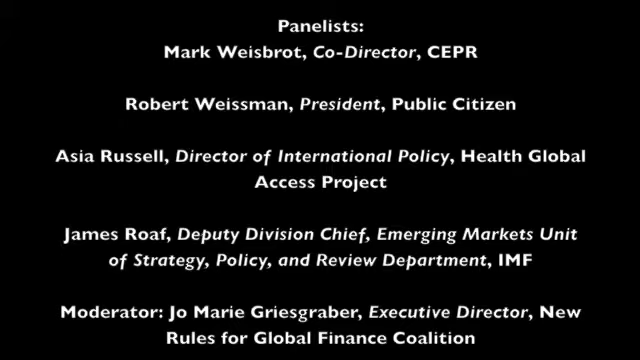 Panelists:
Mark Weisbrot, Co-Director, CEPR
Robert Weissman, President, Public Citizen
Asia Russell, Director of International Policy, Health Global
Access Project
James Roaf, Deputy Division Chief, Emerging Markets Unit
of Strategy, Policy, and Review Department, IMF
Moderator: Jo Marie Griesgraber, Executive Director, New
Rules for Global Finance Coalition